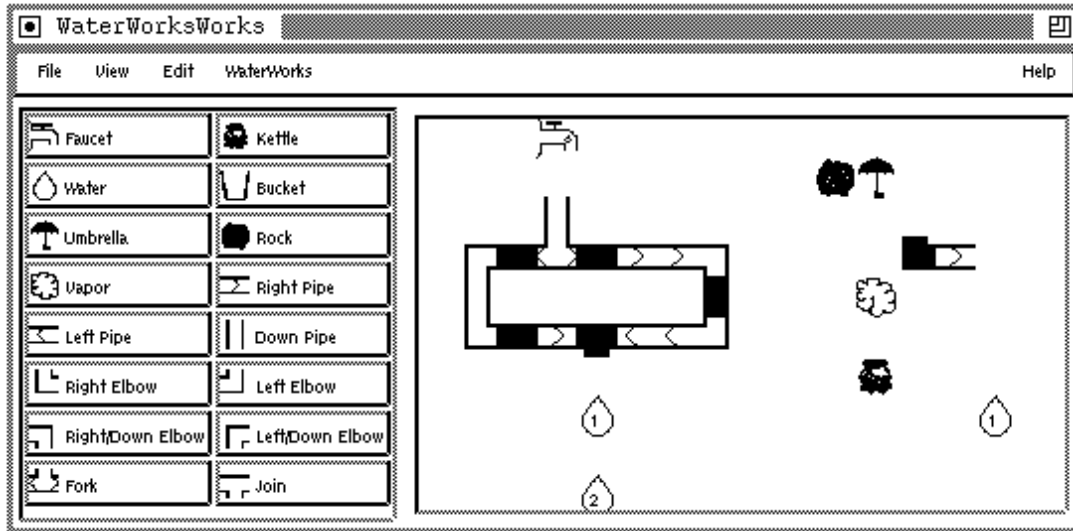 WaterWorksWorks
File View Edit WaterWorks Help
Faucet Kettle
Water Bucket
Umbrella Rock
Vapor Right Pipe
Left Pipe Down Pipe
Right Elbow Left Elbow
Right/Down Elbow Left/Down Elbow
Fork Join
1 1
2